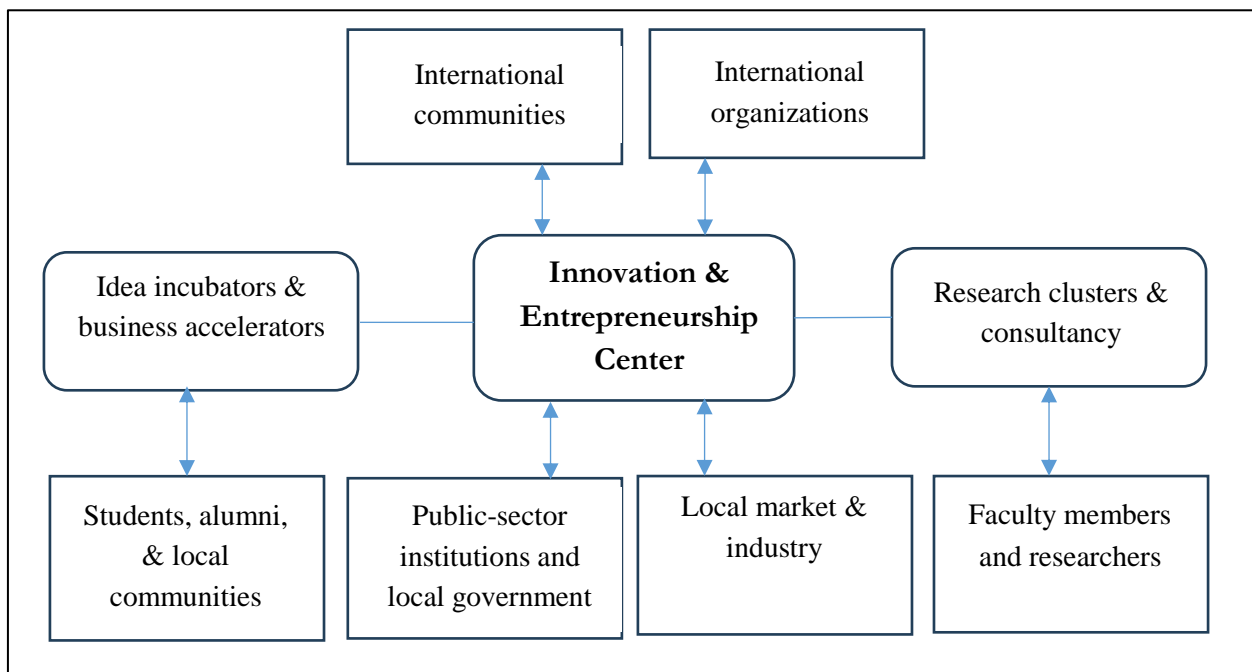 International
communities
International
organizations
Idea incubators &
business accelerators
Innovation &
Entrepreneurship
Center
Research clusters &
consultancy
Students, alumni,
& local
communities
Public-sector
institutions and
local government
Local market &
industry
Faculty members
and researchers